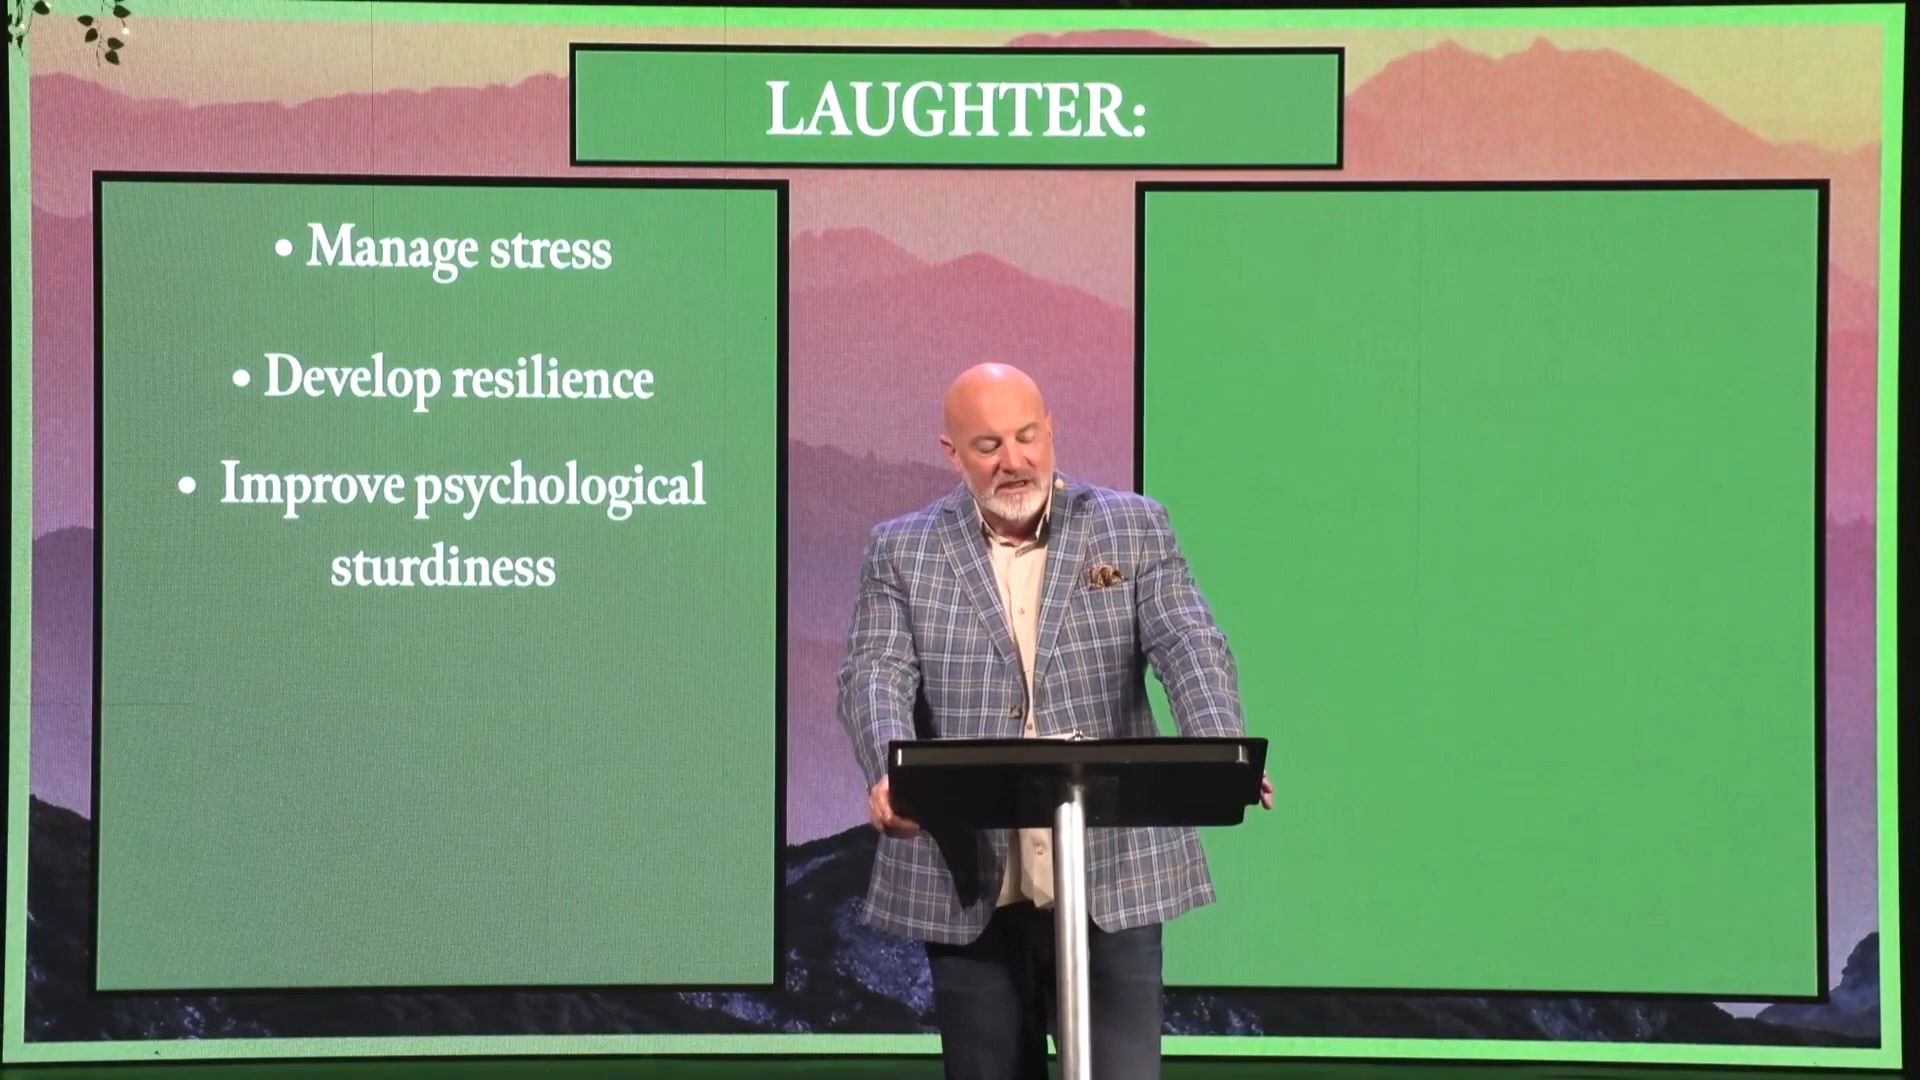 LAUGHTER:
• Manage stress
• Develop resilience
• Improve psychological
sturdiness